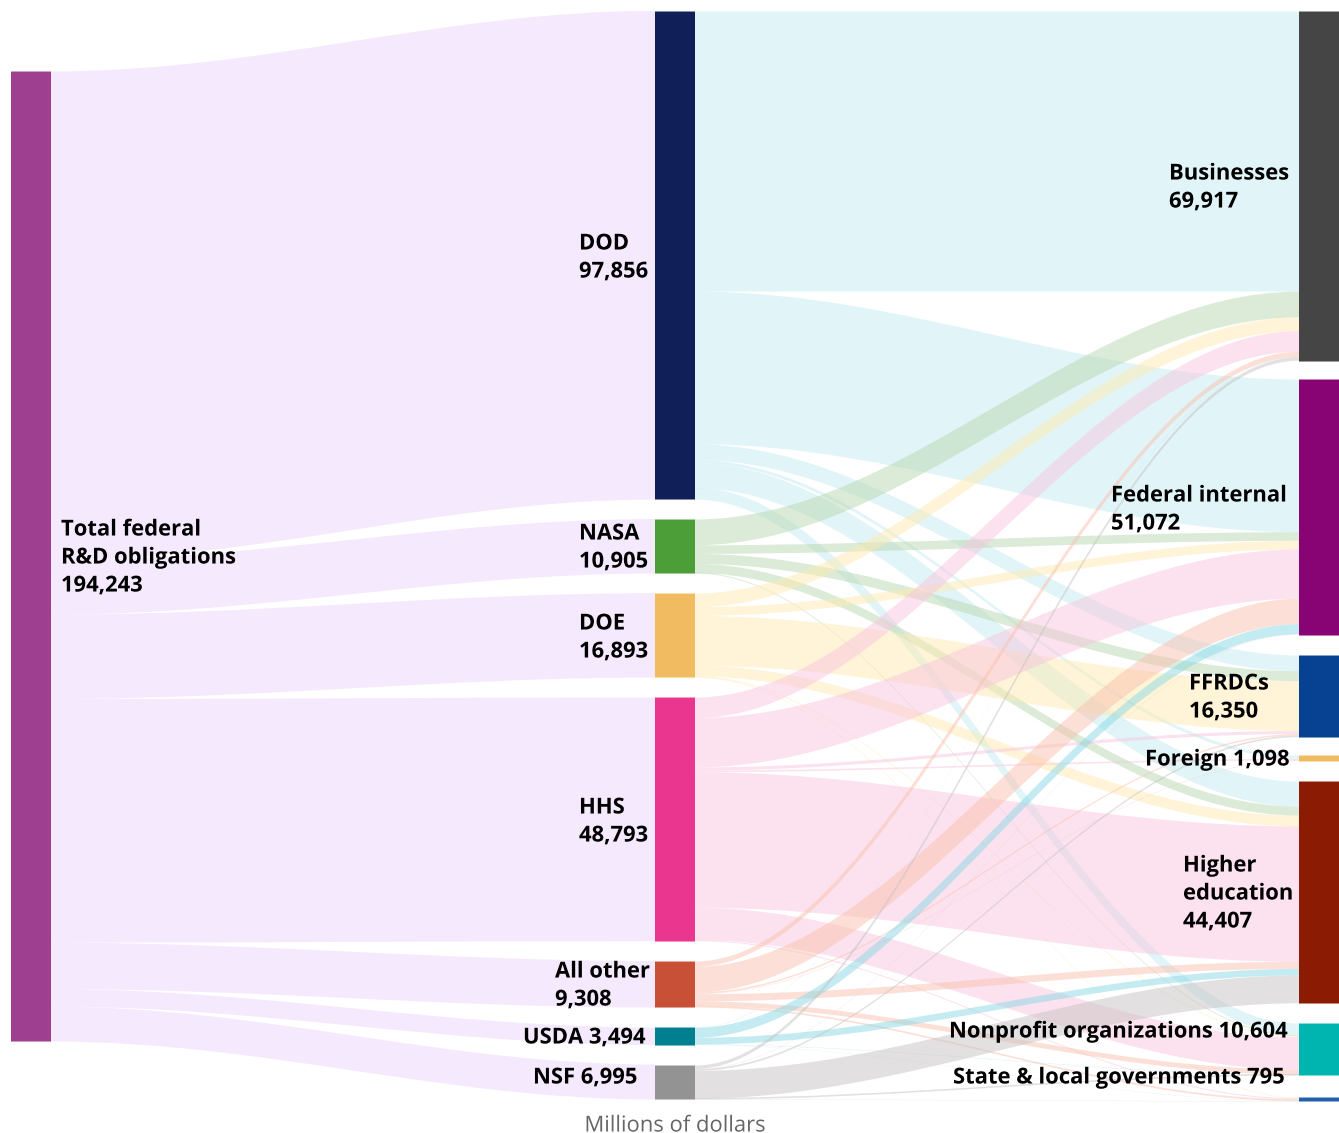 Total federal
R&D obligations
194,243
DOD
97,856
NASA
10,905
DOE
16,893
HHS
48,793
All other
9,308
USDA 3,494
NSF 6,995
Businesses
69,917
Federal internal
51,072
FFRDCs
16,350
Foreign 1,098
Higher
education
44,407
Nonprofit organizations 10,604
State & local governments 795
Millions of dollars